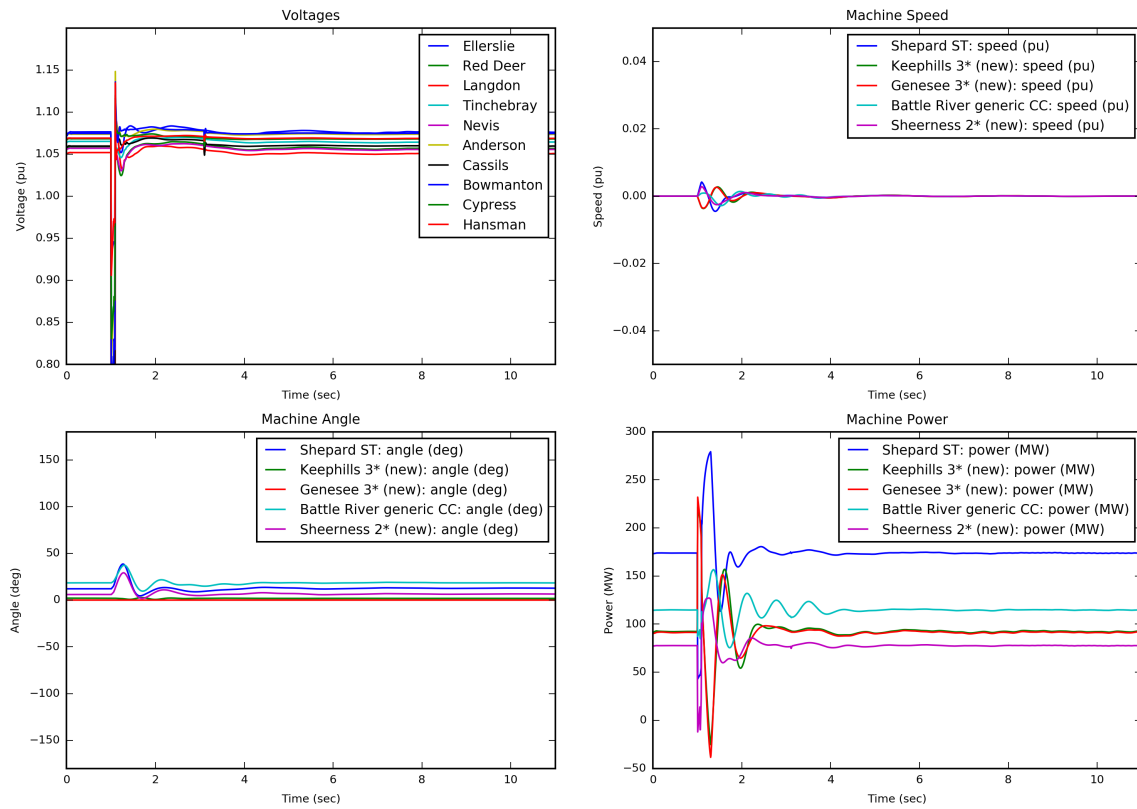 Voltages
Voltage (pu)
1.15
1.10
1.05
1.00
0.95
0.90
0.85
0.80
0 2 4 6 8 10
Time (sec)
Ellerslie
Red Deer
Langdon
Tinchebray
Nevis
Anderson
Cassils
Bowmanton
Cypress
Hansman
Machine Speed
Speed (pu)
0.04
0.02
0.00
−0.02
−0.04
0 2 4 6 8 10
Time (sec)
Shepard ST: speed (pu)
Keephills 3* (new): speed (pu)
Genesee 3* (new): speed (pu)
Battle River generic CC: speed (pu)
Sheerness 2* (new): speed (pu)
Machine Angle
Angle (deg)
150
100
50
0
−50
−100
−150
0 2 4 6 8 10
Time (sec)
Shepard ST: angle (deg)
Keephills 3* (new): angle (deg)
Genesee 3* (new): angle (deg)
Battle River generic CC: angle (deg)
Sheerness 2* (new): angle (deg)
Machine Power
Power (MW)
300
250
200
150
100
50
0
−50
0 2 4 6 8 10
Time (sec)
Shepard ST: power (MW)
Keephills 3* (new): power (MW)
Genesee 3* (new): power (MW)
Battle River generic CC: power (MW)
Sheerness 2* (new): power (MW)